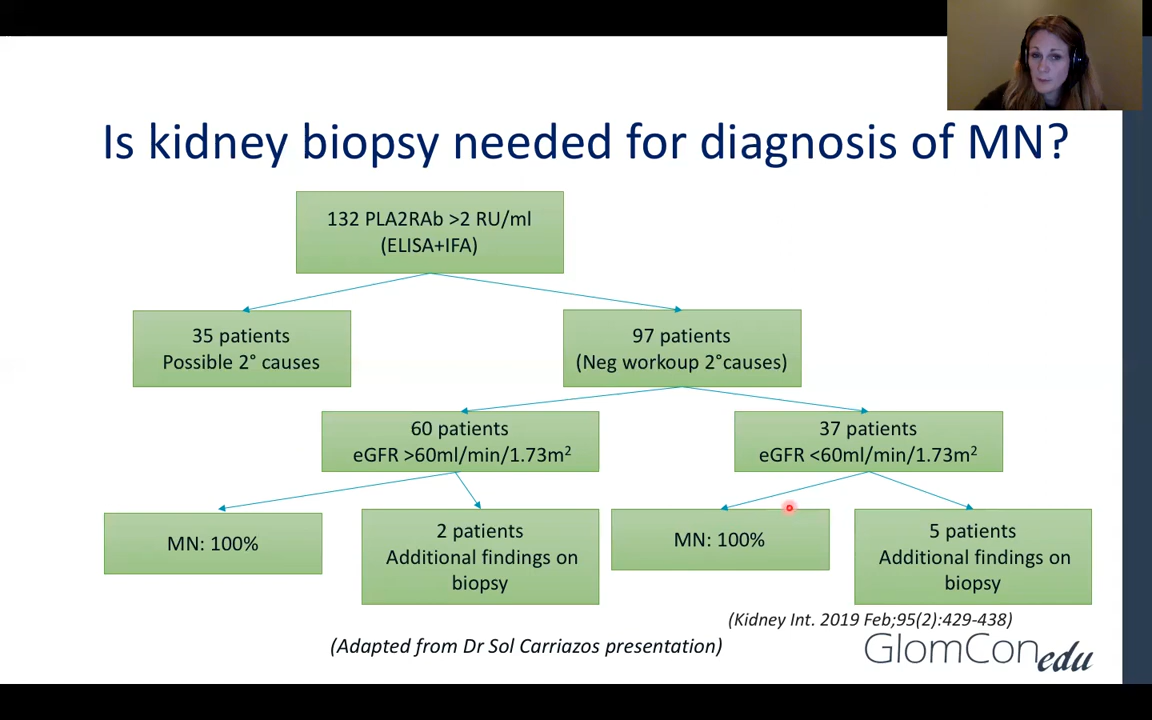 Is kidney biopsy needed for diagnosis of MN?
132 PLA2RAb >2 RU/ml
(ELISA+IFA)
35 patients
Possible 2° causes
97 patients
(Neg workoup 2°causes)
60 patients
eGFR >60ml/min/1.73m²
37 patients
eGFR <60ml/min/1.73m²
MN: 100%
2 patients
Additional findings on
biopsy
MN: 100%
5 patients
Additional findings on
biopsy
(Kidney Int. 2019 Feb;95(2):429-438)
(Adapted from Dr Sol Carriazos presentation)
GlomConedu